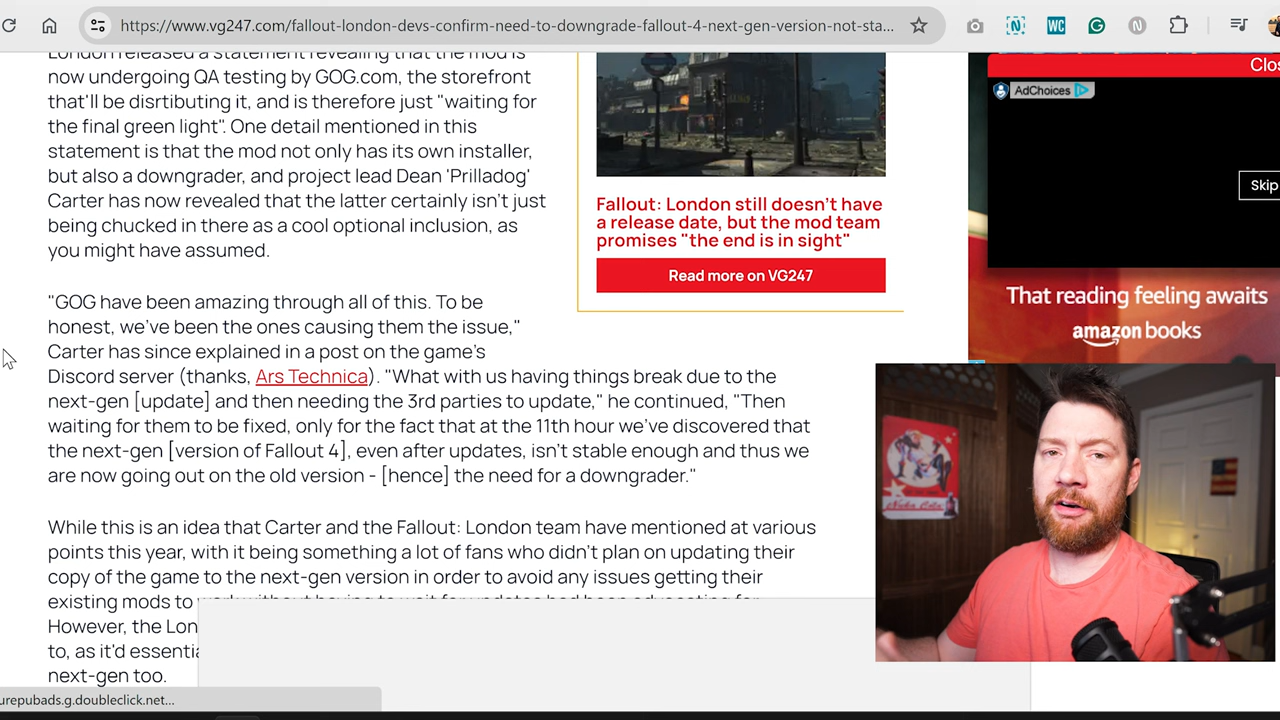 https://www.vg247.com/fallout-london-devs-confirm-need-to-downgrade-fallout-4-next-gen-version-not-sta...
London released a statement revealing that the mod is
now undergoing QA testing by GOG.com, the storefront
that'll be disrtibuting it, and is therefore just "waiting for
the final green light". One detail mentioned in this
statement is that the mod not only has its own installer,
but also a downgrader, and project lead Dean 'Prilladog'
Carter has now revealed that the latter certainly isn't just
being chucked in there as a cool optional inclusion, as
you might have assumed.
"GOG have been amazing through all of this. To be
honest, we've been the ones causing them the issue,"
Carter has since explained in a post on the game's
Discord server (thanks, Ars Technica). "What with us having things break due to the
next-gen [update] and then needing the 3rd parties to update," he continued, "Then
waiting for them to be fixed, only for the fact that at the 11th hour we've discovered that
the next-gen [version of Fallout 4], even after updates, isn't stable enough and thus we
are now going out on the old version - [hence] the need for a downgrader."
While this is an idea that Carter and the Fallout: London team have mentioned at various
points this year, with it being something a lot of fans who didn't plan on updating their
copy of the game to the next-gen version in order to avoid any issues getting their
existing mods to work without having to wait for updates had been advocating for.
However, the Lon
to, as it'd essentia
next-gen too.
urepubads.g.doubleclick.net...
Fallout: London still doesn't have
a release date, but the mod team
promises "the end is in sight"
Read more on VG247
WC
Clos
AdChoices
Skip
That reading feeling awaits
amazon books
Nuka Cola